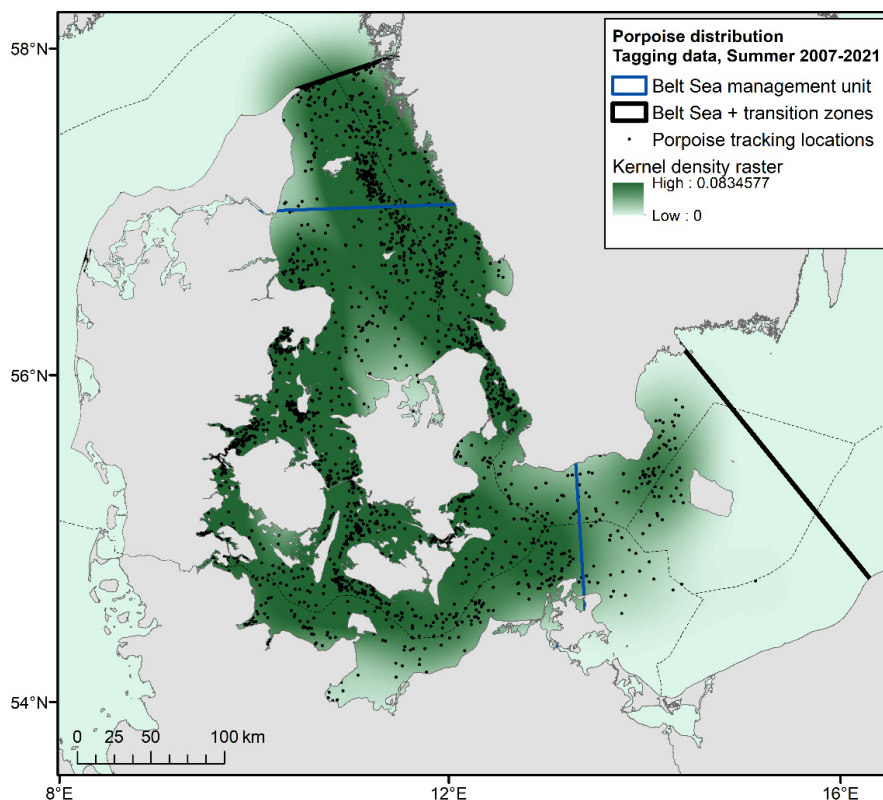 58°N
56°N
54°N
Porpoise distribution
Tagging data, Summer 2007-2021
Belt Sea management unit
Belt Sea + transition zones
Porpoise tracking locations
Kernel density raster
High : 0.0834577
Low : 0
0 25 50 100 km
8°E 12°E 16°E